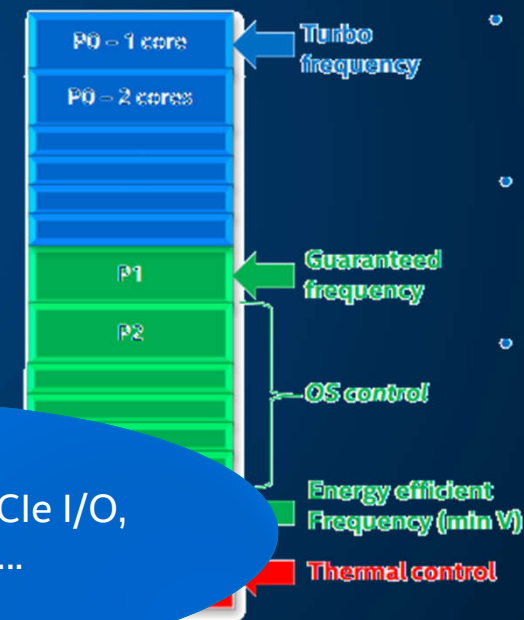 P0 – 1 core
Turbo
frequency
P0 – 2 cores
P1
Guaranteed
frequency
P2
OS control
CIe I/O,
...
Energy efficient
Frequency (min V)
Thermal control